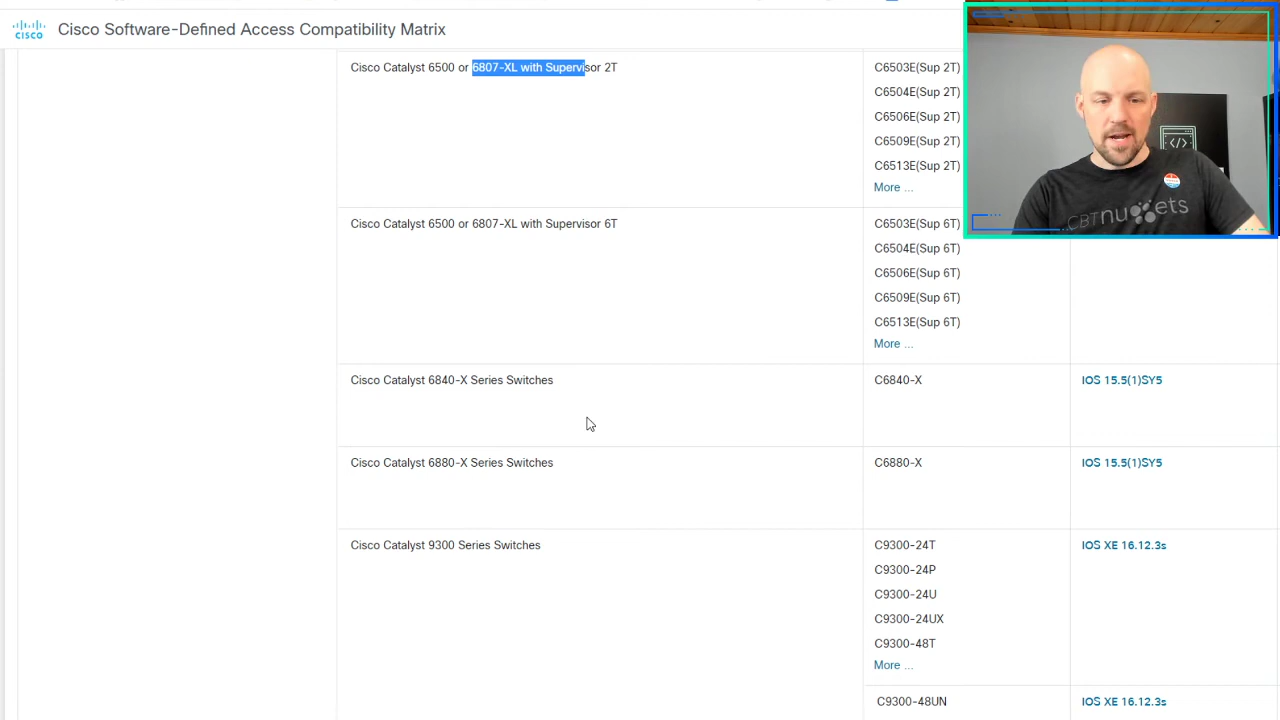 cisco
Cisco Software-Defined Access Compatibility Matrix
Cisco Catalyst 6500 or 6807-XL with Supervisor 2T
C6503E(Sup 2T)
C6504E(Sup 2T)
C6506E(Sup 2T)
C6509E(Sup 2T)
C6513E(Sup 2T)
More ...
Cisco Catalyst 6500 or 6807-XL with Supervisor 6T
C6503E(Sup 6T)
C6504E(Sup 6T)
C6506E(Sup 6T)
C6509E(Sup 6T)
C6513E(Sup 6T)
More ...
Cisco Catalyst 6840-X Series Switches
C6840-X
IOS 15.5(1)SY5
Cisco Catalyst 6880-X Series Switches
C6880-X
IOS 15.5(1)SY5
Cisco Catalyst 9300 Series Switches
C9300-24T
IOS XE 16.12.3s
C9300-24P
C9300-24U
C9300-24UX
C9300-48T
More ...
C9300-48UN
IOS XE 16.12.3s
</>
CBTnuggets